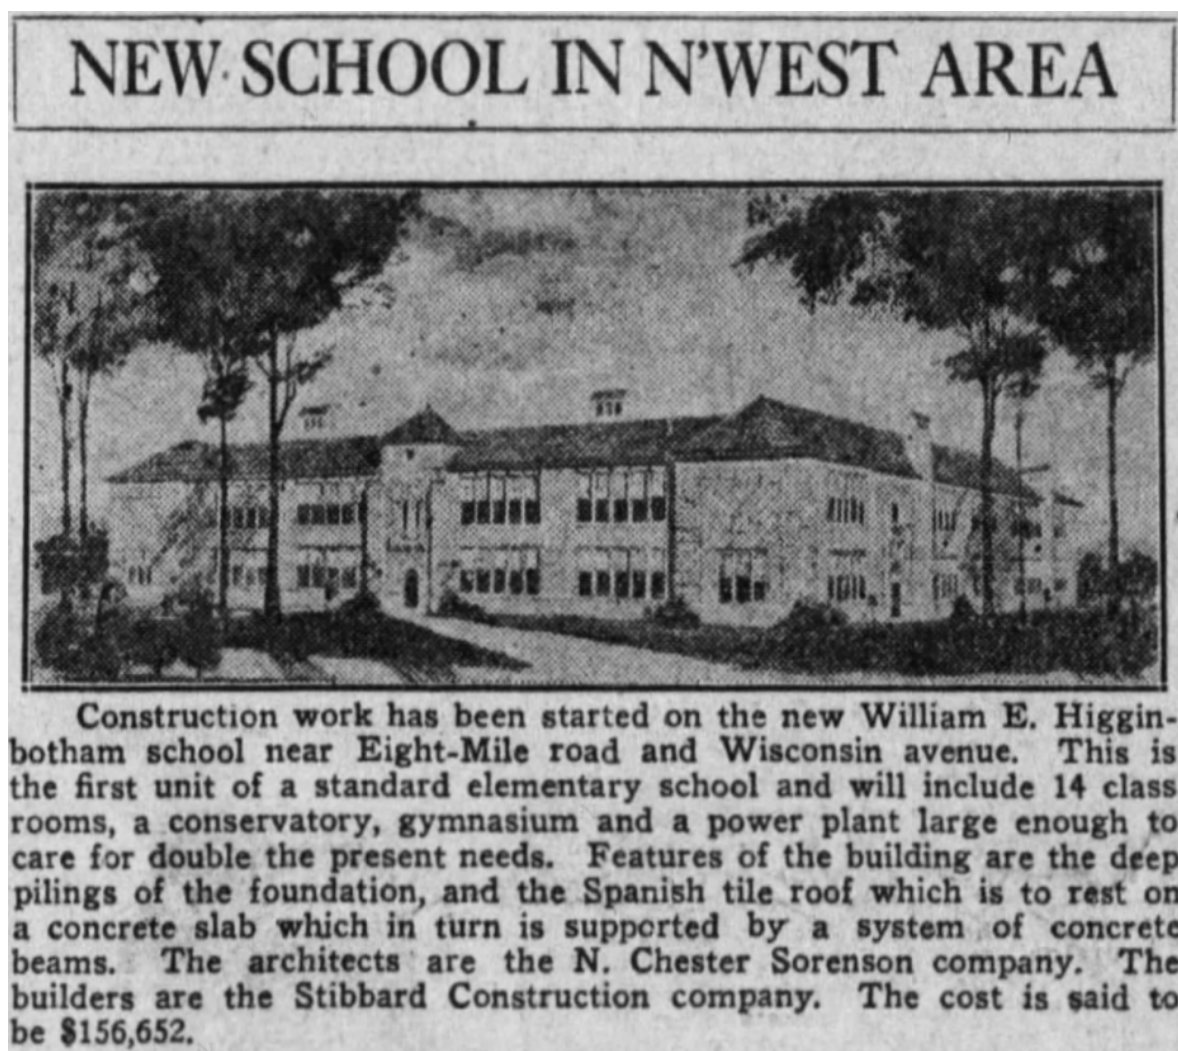 NEW SCHOOL IN N'WEST AREA
Construction work has been started on the new William E. Higgin-
botham school near Eight-Mile road and Wisconsin avenue. This is
the first unit of a standard elementary school and will include 14 class
rooms, a conservatory, gymnasium and a power plant large enough to
care for double the present needs. Features of the building are the deep
pilings of the foundation, and the Spanish tile roof which is to rest on
a concrete slab which in turn is supported by a system of concrete
beams. The architects are the N. Chester Sorenson company. The
builders are the Stibbard Construction company. The cost is said to
be $156,652.